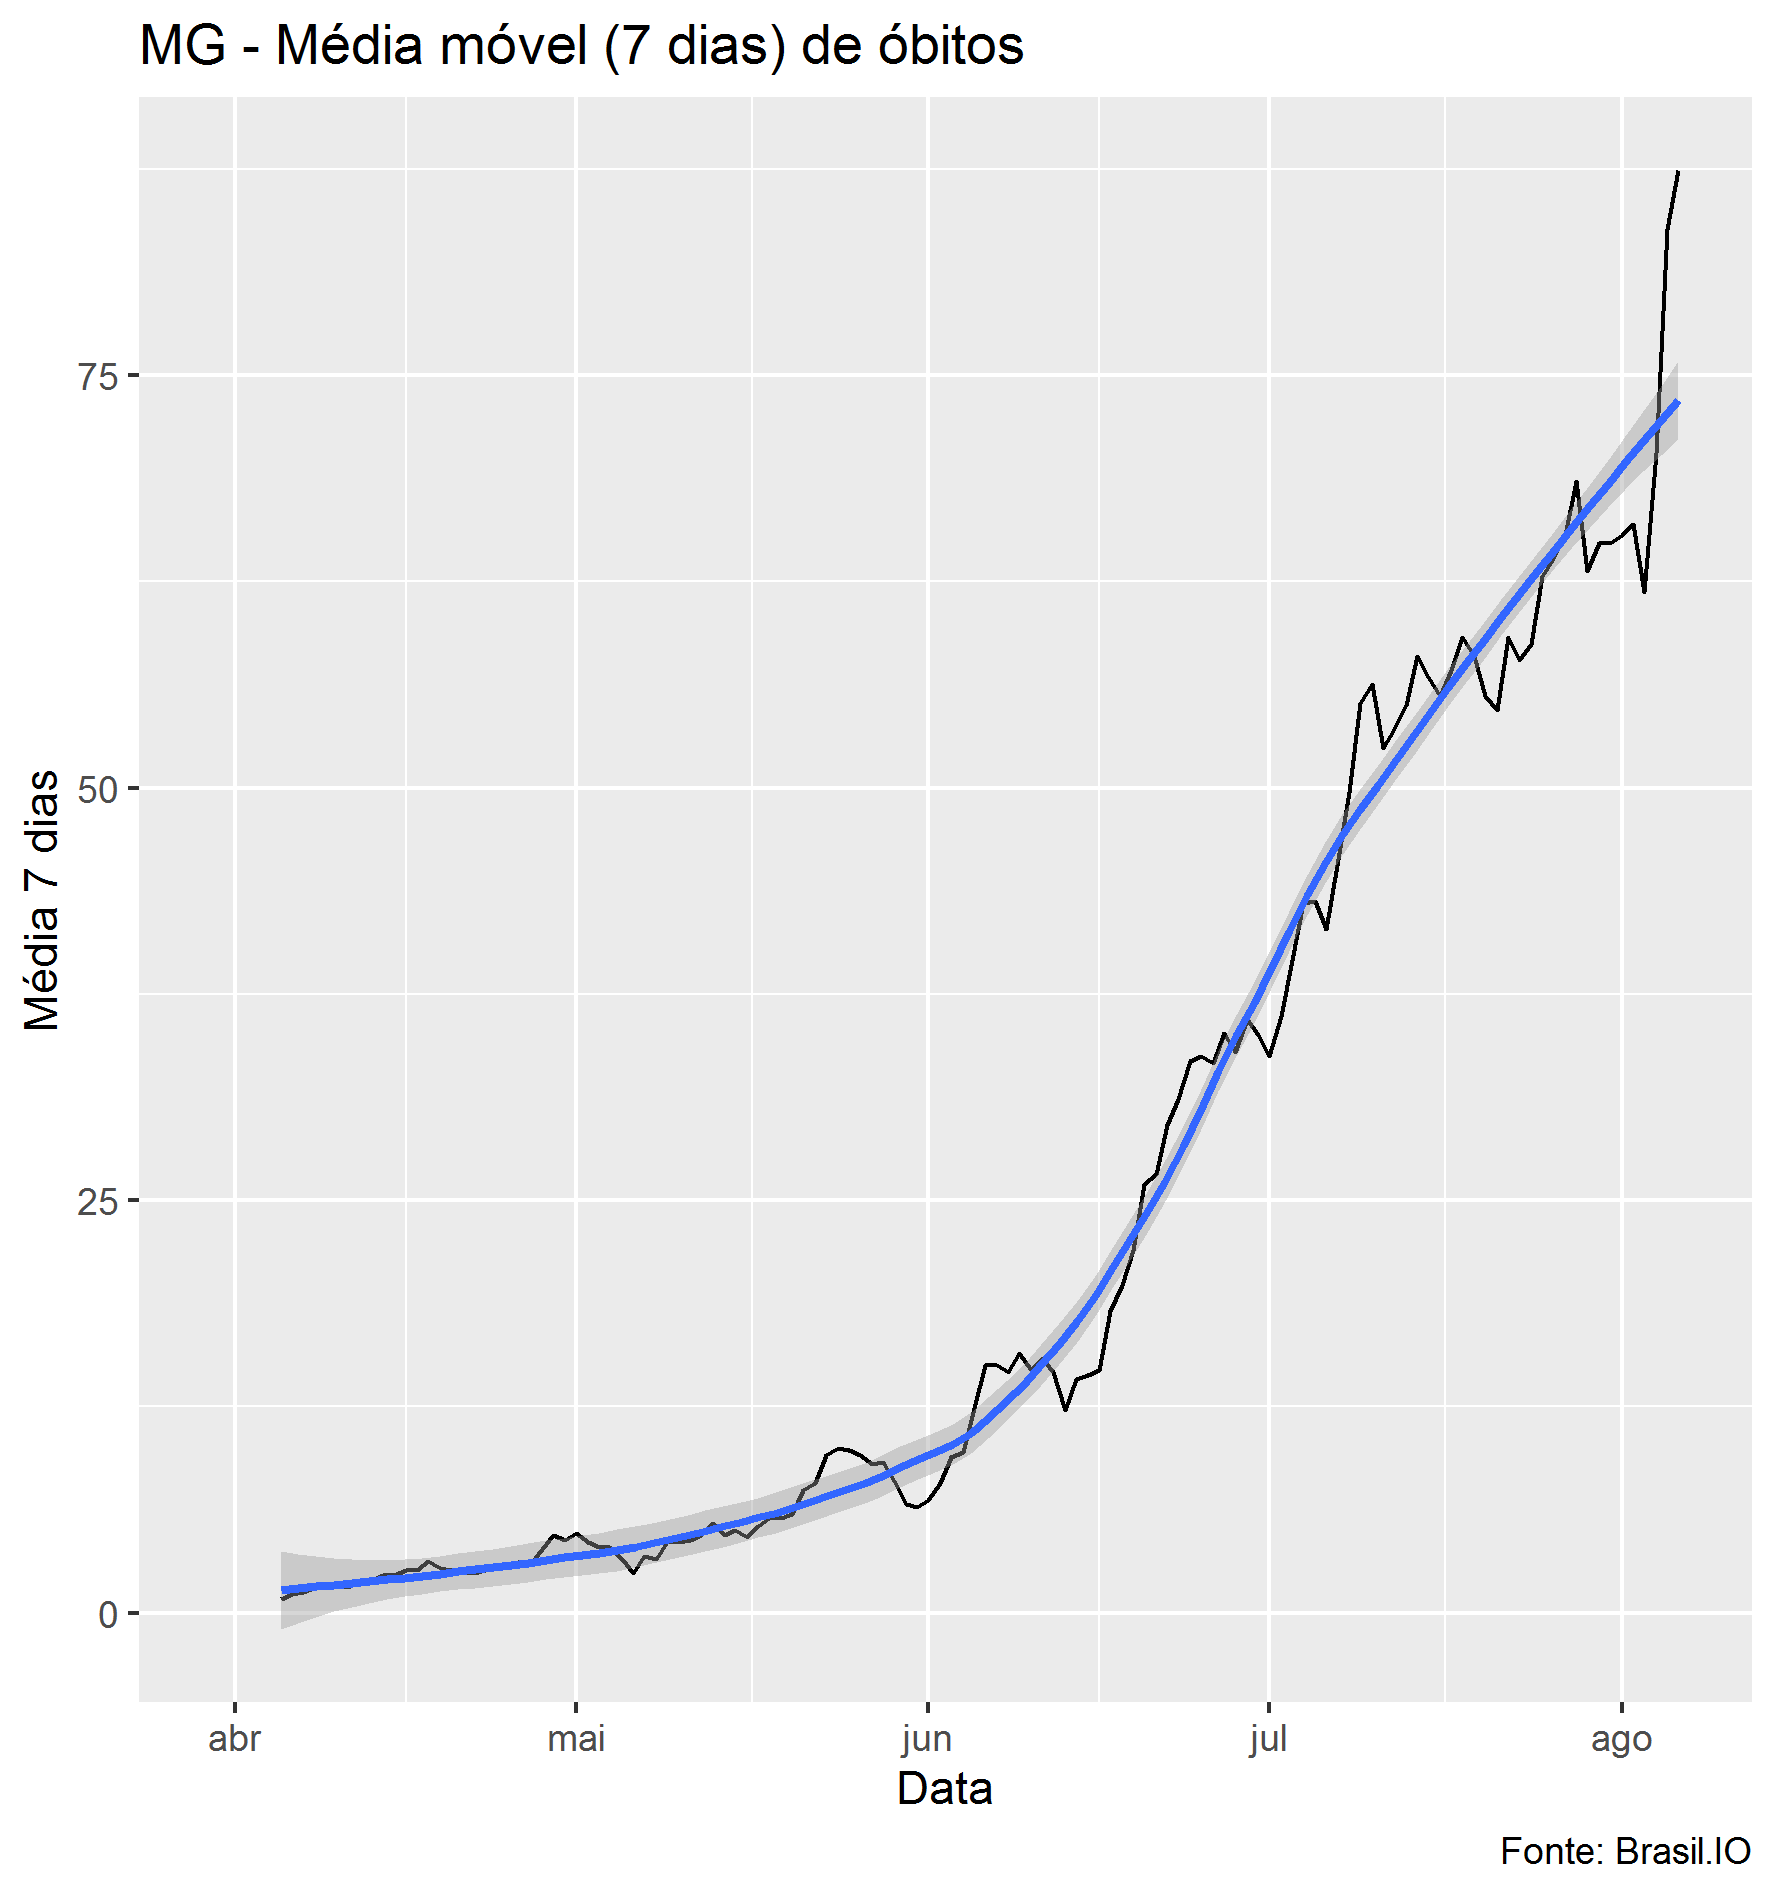 MG - Média móvel (7 dias) de óbitos
Média 7 dias
75
50
25
0
abr mai jun jul ago
Data
Fonte: Brasil.IO